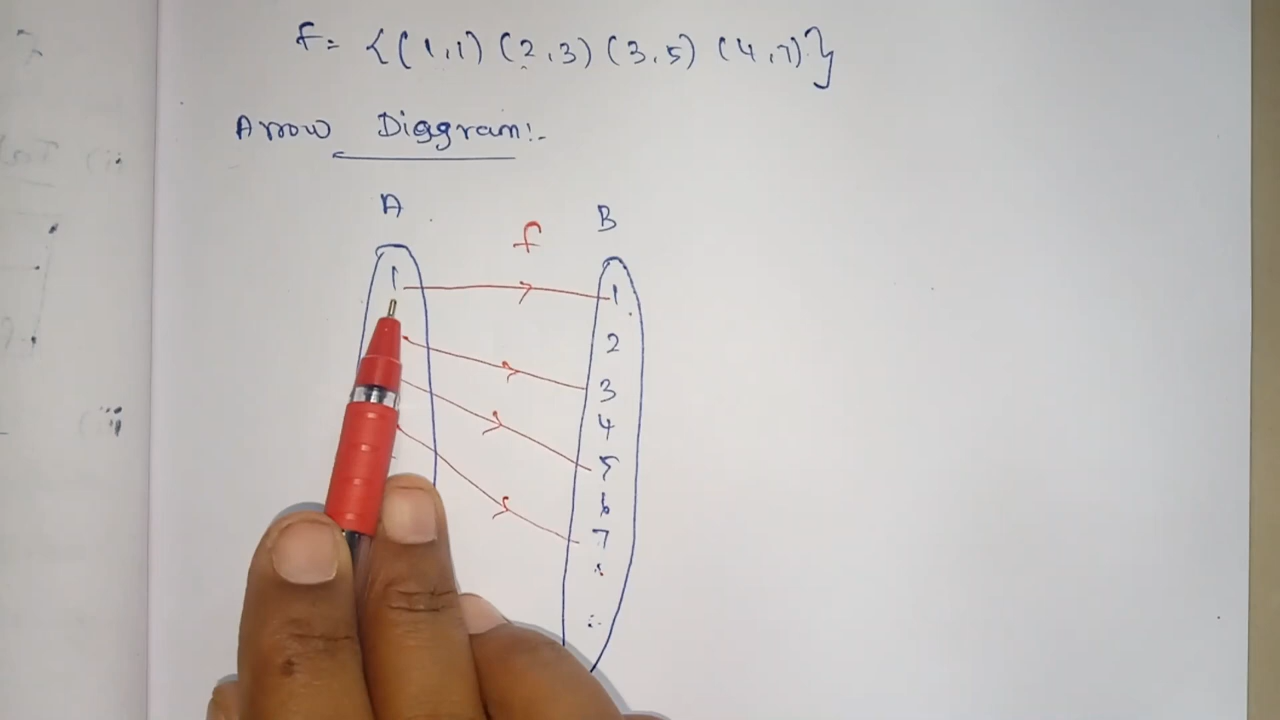 f = {(1,1) (2,3) (3,5) (4,7)}
Arrow Diagram:-
A
f
B
1
1
2
3
4
5
6
7